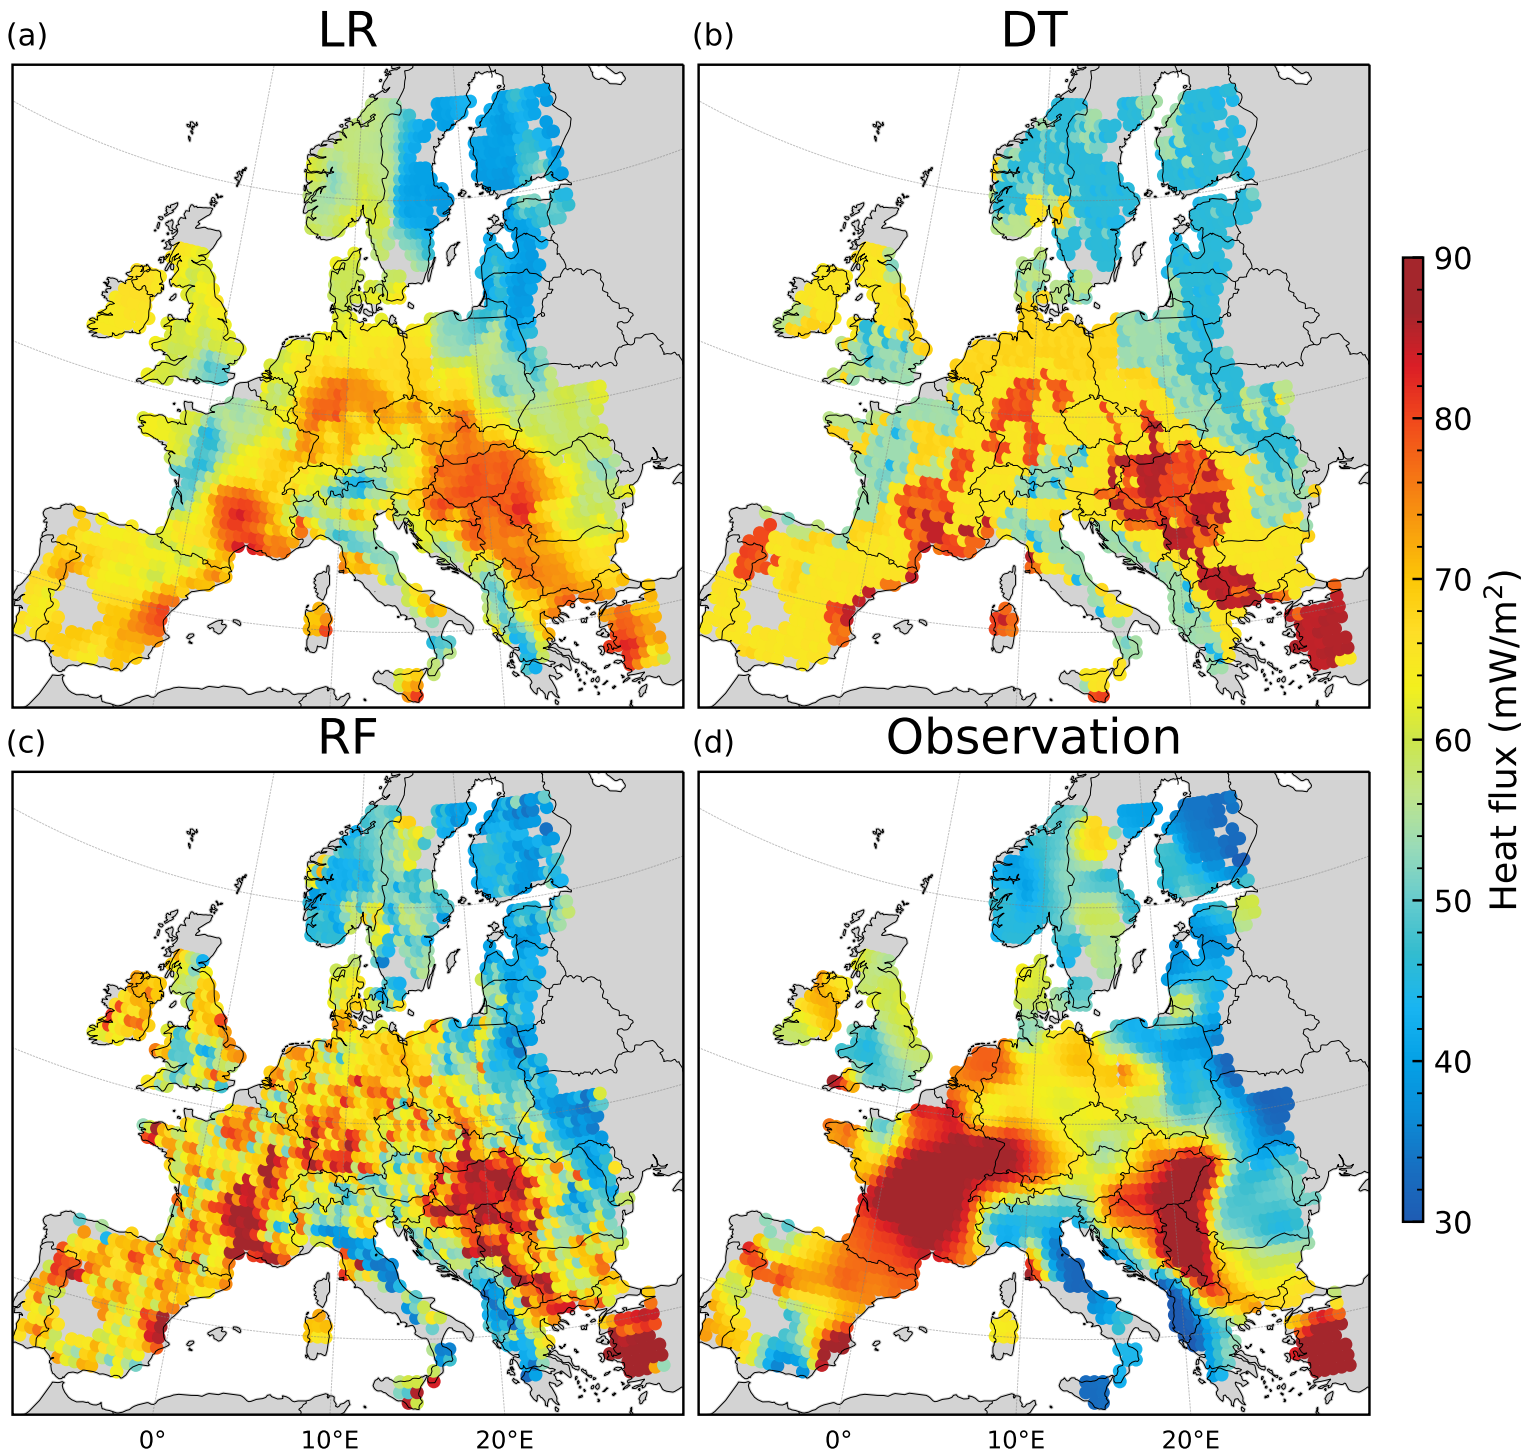 (a) LR
(b) DT
(c) RF
(d) Observation
90
80
70
60
50
40
30
Heat flux (mW/m²)
0° 10°E 20°E
0° 10°E 20°E